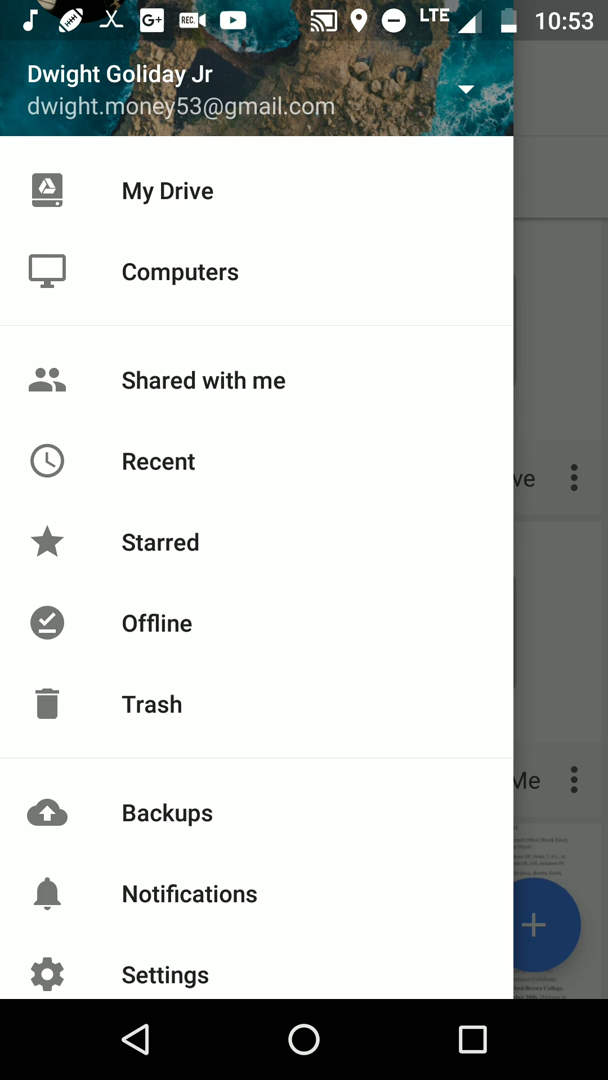 G+ REC. LTE 10:53
Dwight Goliday Jr
dwight.money53@gmail.com
My Drive
Computers
Shared with me
Recent
ve
Starred
Offline
Trash
Me
Backups
Notifications
Settings